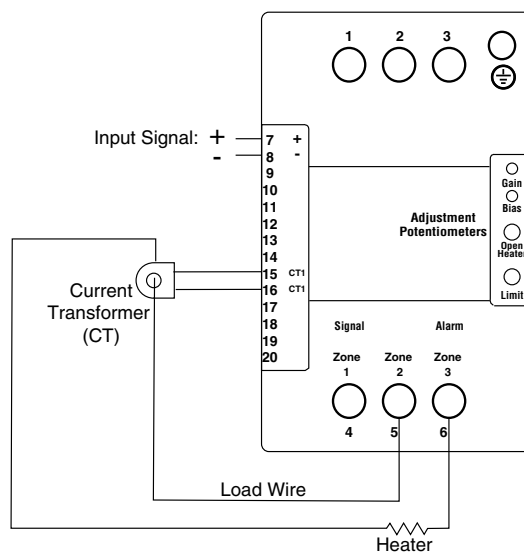 1 2 3
Input Signal: +
-
7 +
8 -
9
10
11
12
13
14
15 CT1
16 CT1
17
18
19
20
Gain
Bias
Open
Heater
Limit
Adjustment
Potentiometers
Current
Transformer
(CT)
Signal Alarm
Zone Zone Zone
1 2 3
4 5 6
Load Wire
Heater